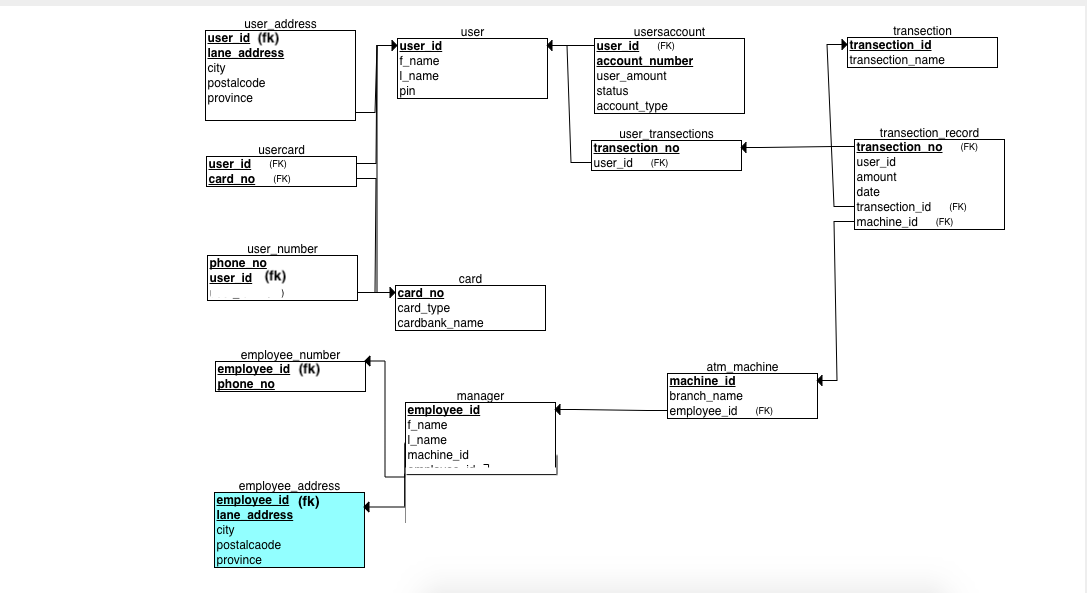 user_address
user_id (fk)
lane_address
city
postalcode
province
user
user_id
f_name
l_name
pin
usersaccount
user_id (FK)
account_number
user_amount
status
account_type
transection
transection_id
transection_name
usercard
user_id (FK)
card_no (FK)
user_transections
transection_no
user_id (FK)
transection_record
transection_no (FK)
user_id
amount
date
transection_id (FK)
machine_id (FK)
user_number
phone_no
user_id (fk)
card
card_no
card_type
cardbank_name
employee_number
employee_id (fk)
phone_no
manager
employee_id
f_name
l_name
machine_id
atm_machine
machine_id
branch_name
employee_id (FK)
employee_address
employee_id (fk)
lane_address
city
postalcaode
province